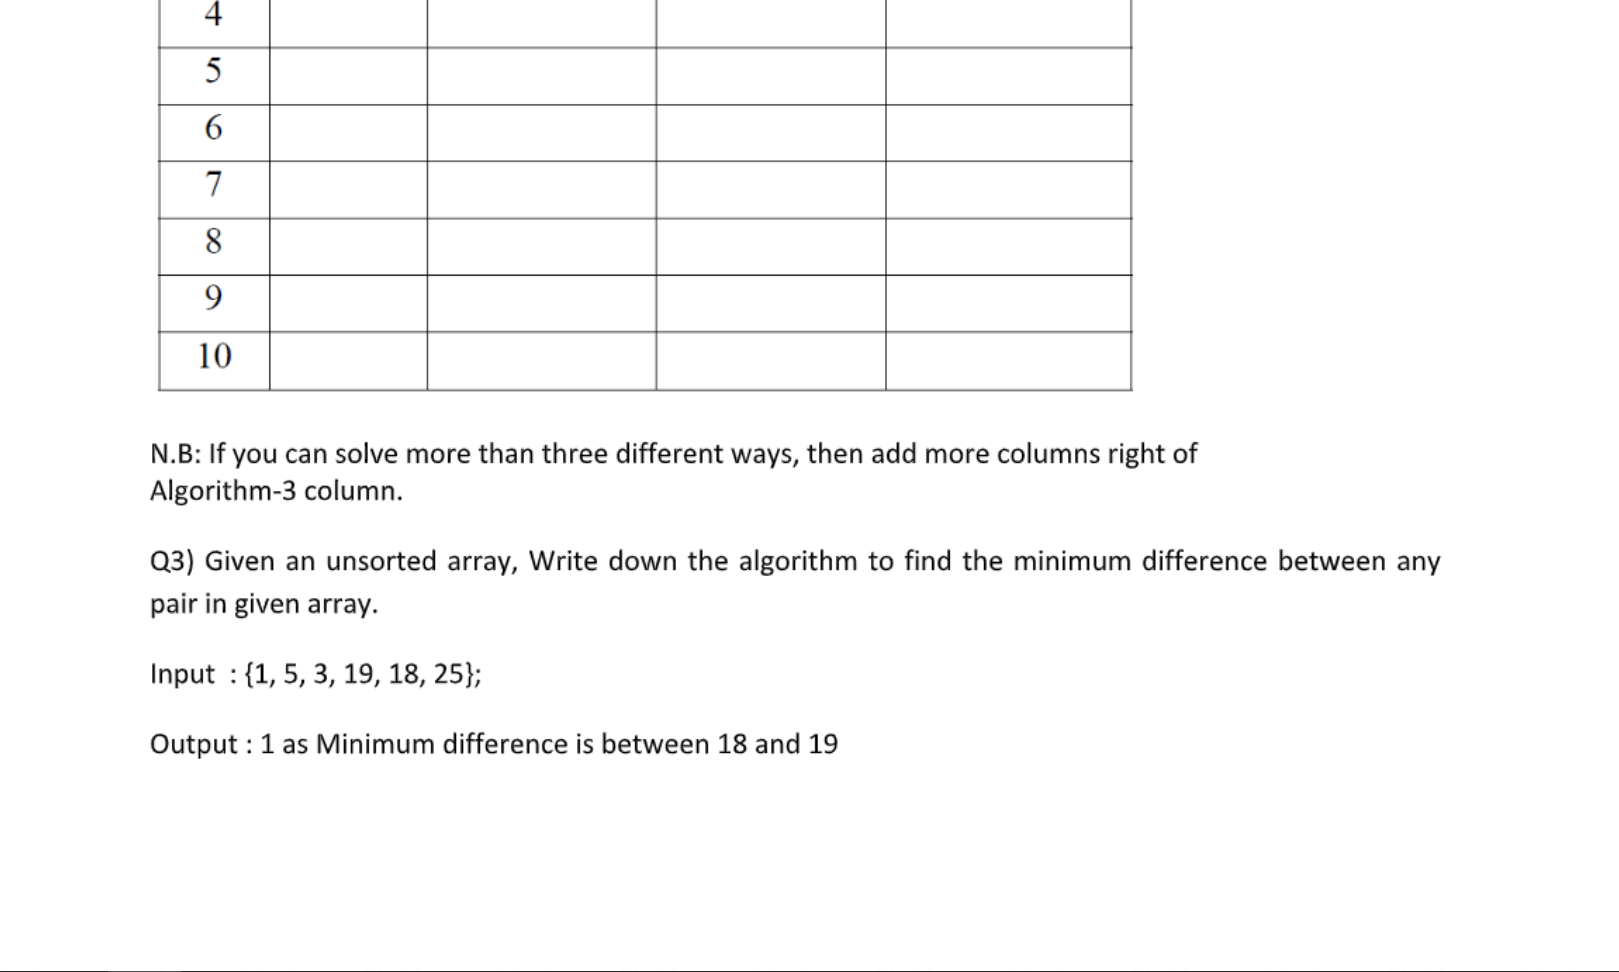 4
5
6
7
8
9
10
N.B: If you can solve more than three different ways, then add more columns right of
Algorithm-3 column.
Q3) Given an unsorted array, Write down the algorithm to find the minimum difference between any
pair in given array.
Input : {1, 5, 3, 19, 18, 25};
Output : 1 as Minimum difference is between 18 and 19